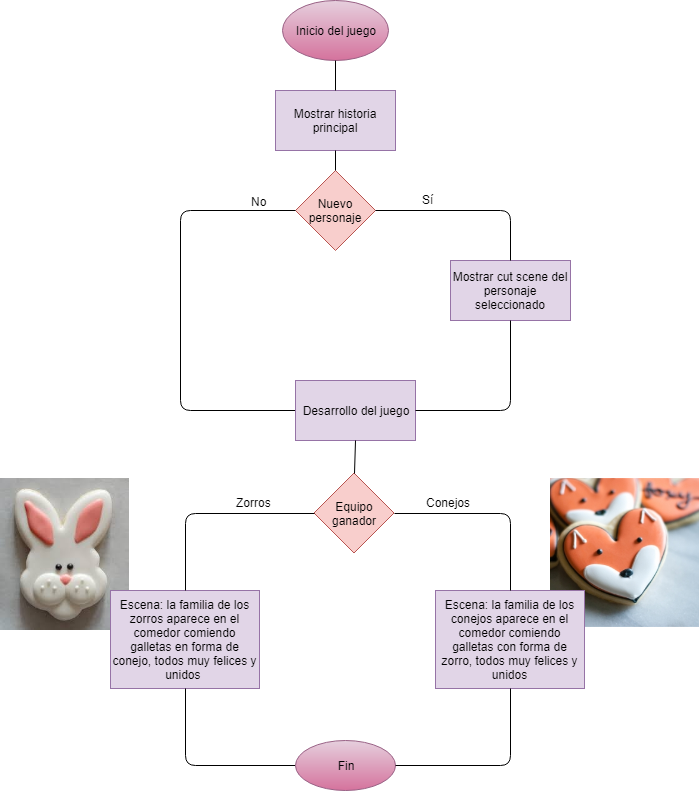 Inicio del juego
Mostrar historia
principal
Nuevo
personaje
No
Sí
Mostrar cut scene del
personaje
seleccionado
Desarrollo del juego
Equipo
ganador
Zorros
Conejos
Escena: la familia de los
zorros aparece en el
comedor comiendo
galletas en forma de
conejo, todos muy felices y
unidos
Escena: la familia de los
conejos aparece en el
comedor comiendo
galletas con forma de
zorro, todos muy felices y
unidos
Fin